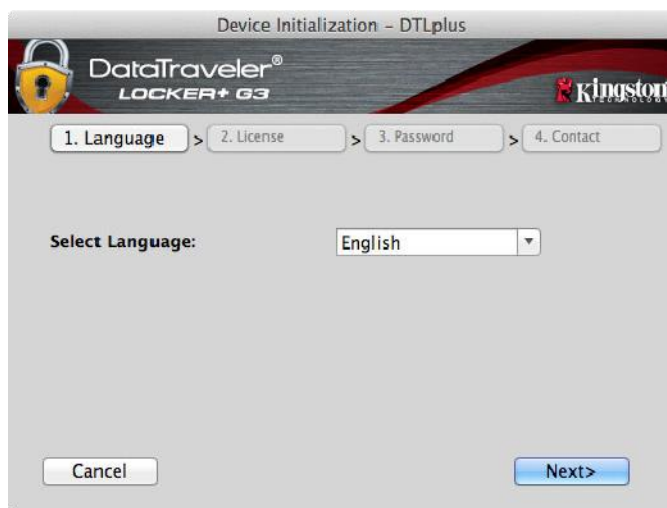 Device Initialization – DTLplus
DataTraveler®
LOCKER+ G3
Kingston
TECHNOLOGY
1. Language > 2. License > 3. Password > 4. Contact
Select Language: English
Cancel Next>